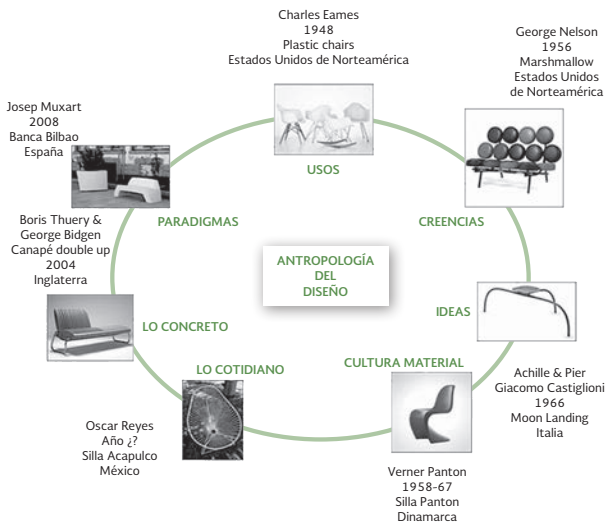 Charles Eames
1948
Plastic chairs
Estados Unidos de Norteamérica
USOS
George Nelson
1956
Marshmallow
Estados Unidos
de Norteamérica
CREENCIAS
Josep Muxart
2008
Banca Bilbao
España
PARADIGMAS
ANTROPOLOGÍA
DEL
DISEÑO
Boris Thuery &
George Bidgen
Canapé double up
2004
Inglaterra
LO CONCRETO
IDEAS
Achille & Pier
Giacomo Castiglioni
1966
Moon Landing
Italia
LO COTIDIANO
Oscar Reyes
Año ¿?
Silla Acapulco
México
CULTURA MATERIAL
Verner Panton
1958-67
Silla Panton
Dinamarca